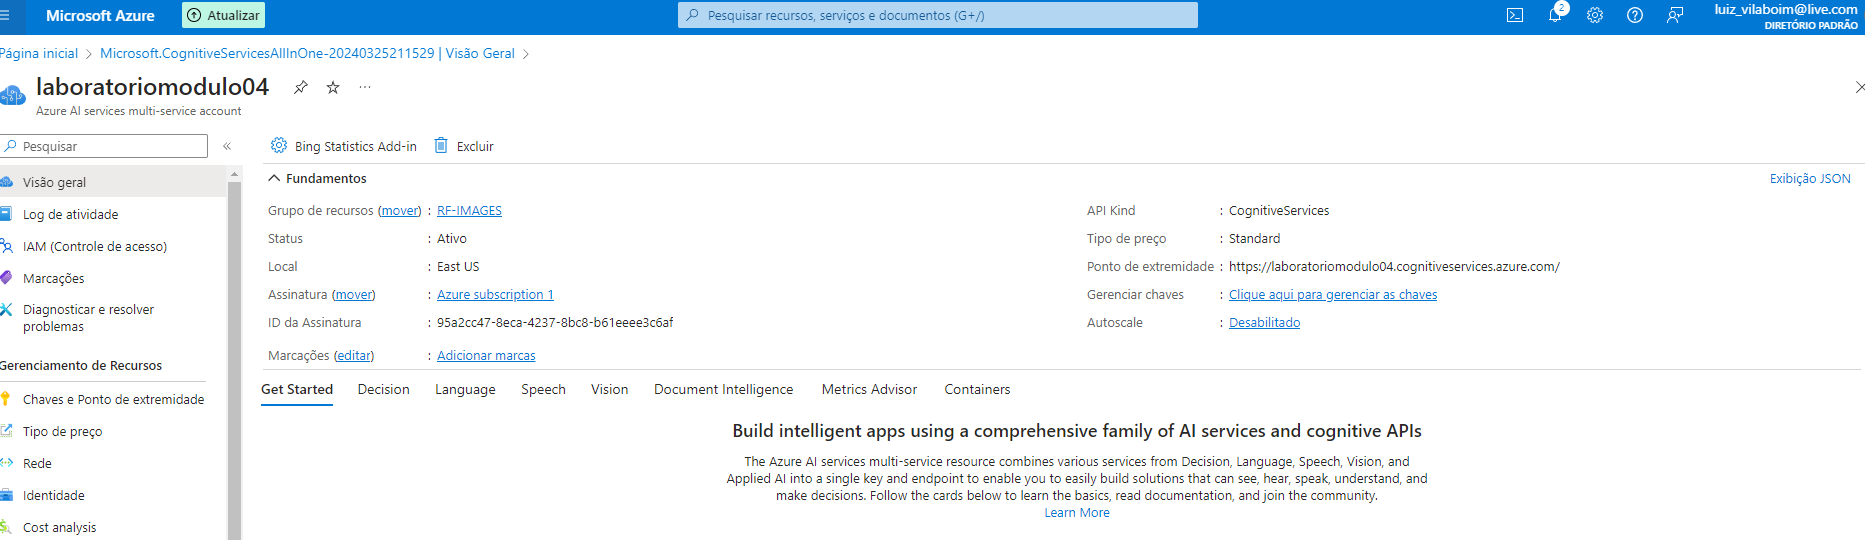 Microsoft Azure
Atualizar
Pesquisar recursos, serviços e documentos (G+/)
2
luiz_vilaboim@live.com
DIRETÓRIO PADRÃO
Página inicial > Microsoft.CognitiveServicesAllInOne-20240325211529 | Visão Geral >
laboratoriomodulo04
Azure AI services multi-service account
Pesquisar
«
Visão geral
Log de atividade
IAM (Controle de acesso)
Marcações
Diagnosticar e resolver
problemas
Gerenciamento de Recursos
Chaves e Ponto de extremidade
Tipo de preço
Rede
Identidade
Cost analysis
Bing Statistics Add-in
Excluir
Fundamentos
Exibição JSON
Grupo de recursos (mover) : RF-IMAGES
Status : Ativo
Local : East US
Assinatura (mover) : Azure subscription 1
ID da Assinatura : 95a2cc47-8eca-4237-8bc8-b61eeee3c6af
Marcações (editar) : Adicionar marcas
API Kind : CognitiveServices
Tipo de preço : Standard
Ponto de extremidade : https://laboratoriomodulo04.cognitiveservices.azure.com/
Gerenciar chaves : Clique aqui para gerenciar as chaves
Autoscale : Desabilitado
Get Started Decision Language Speech Vision Document Intelligence Metrics Advisor Containers
Build intelligent apps using a comprehensive family of AI services and cognitive APIs
The Azure AI services multi-service resource combines various services from Decision, Language, Speech, Vision, and
Applied AI into a single key and endpoint to enable you to easily build solutions that can see, hear, speak, understand, and
make decisions. Follow the cards below to learn the basics, read documentation, and join the community.
Learn More